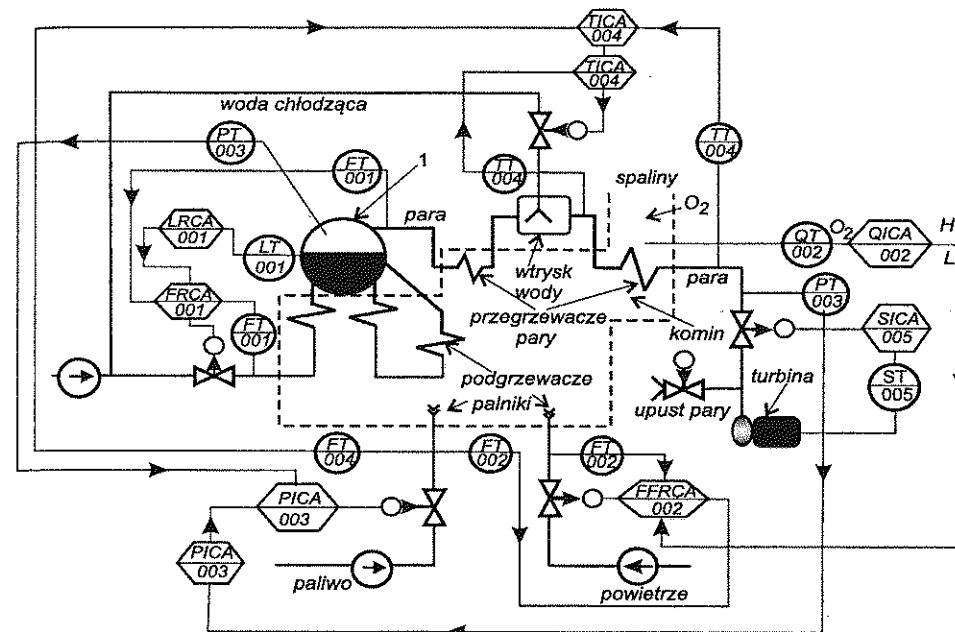 TICA
004
TICA
004
woda chłodząca
PT
003
FT
001
1
TT
004
TT
004
spaliny
O2
para
LRCA
001
LT
001
QT
002
O2
QICA
002
H
L
wtrysk
wody
para
PT
003
FRCA
001
FT
001
przegrzewacze
pary
komin
SICA
005
podgrzewacze
palniki
upust pary
turbina
ST
005
FT
004
FT
002
FT
002
PICA
003
FFRCA
002
PICA
003
paliwo
powietrze